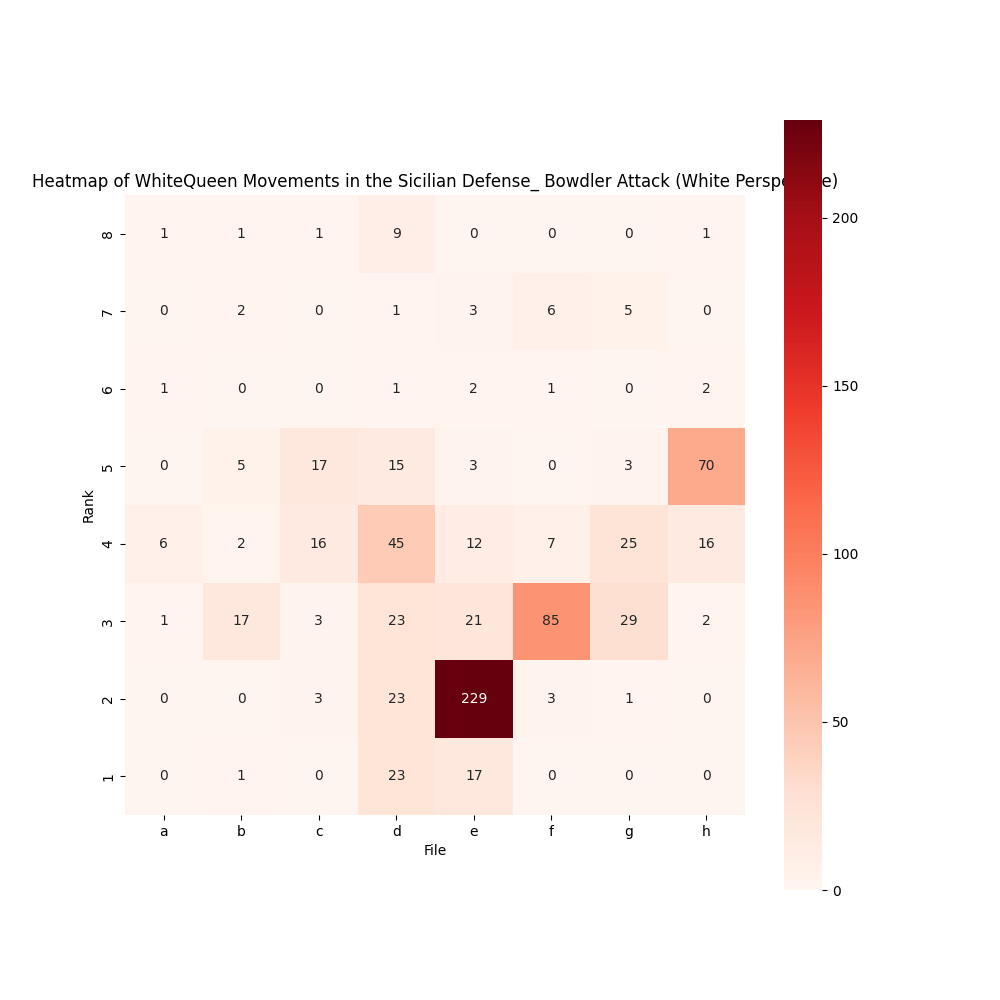 Heatmap of WhiteQueen Movements in the Sicilian Defense_ Bowdler Attack (White Perspe e)
200
8 1 1 1 9 0 0 0 1
7 0 2 0 1 3 6 5 0
150
6 1 0 0 1 2 1 0 2
5 0 5 17 15 3 0 3 70
Rank
4 6 2 16 45 12 7 25 16
100
3 1 17 3 23 21 85 29 2
2 0 0 3 23 229 3 1 0
50
1 0 1 0 23 17 0 0 0
a b c d e f g h
File
0